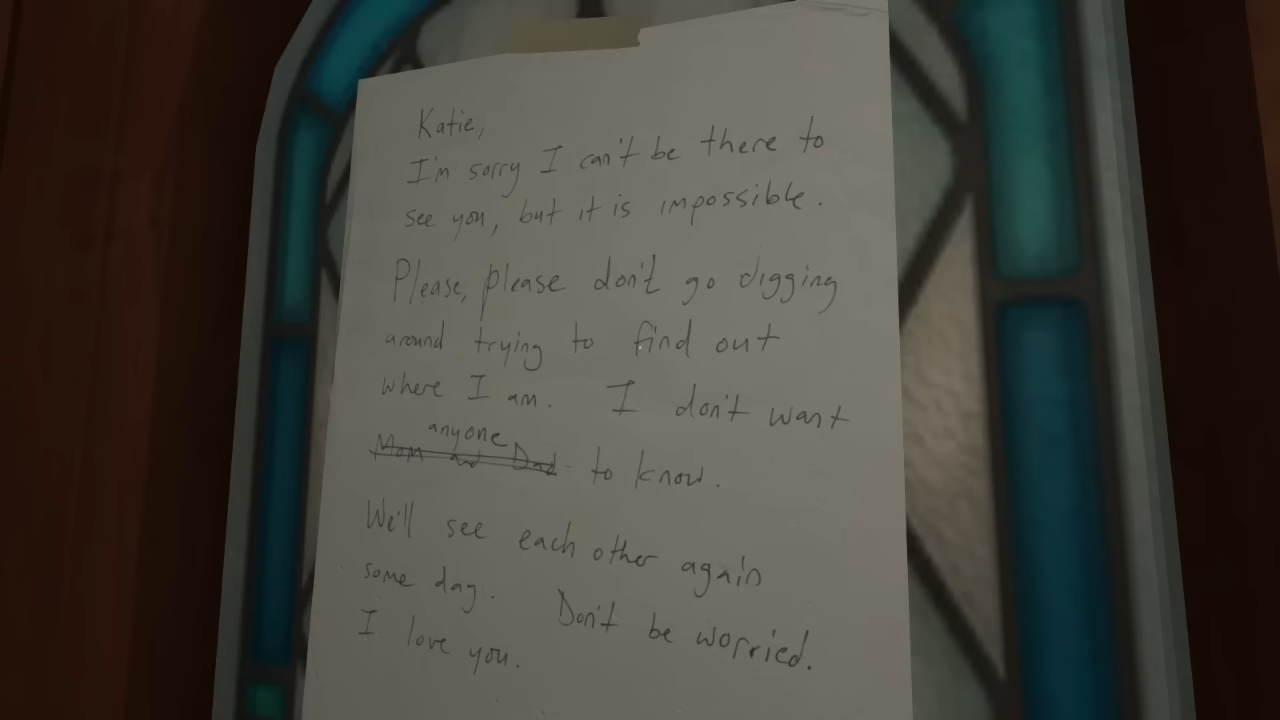 Katie,
I'm sorry I can't be there to
see you, but it is impossible.
Please, please don't go digging
around trying to find out
where I am. I don't want
anyone
Mom and Dad to know.
We'll see each other again
some day. Don't be worried.
I love you.